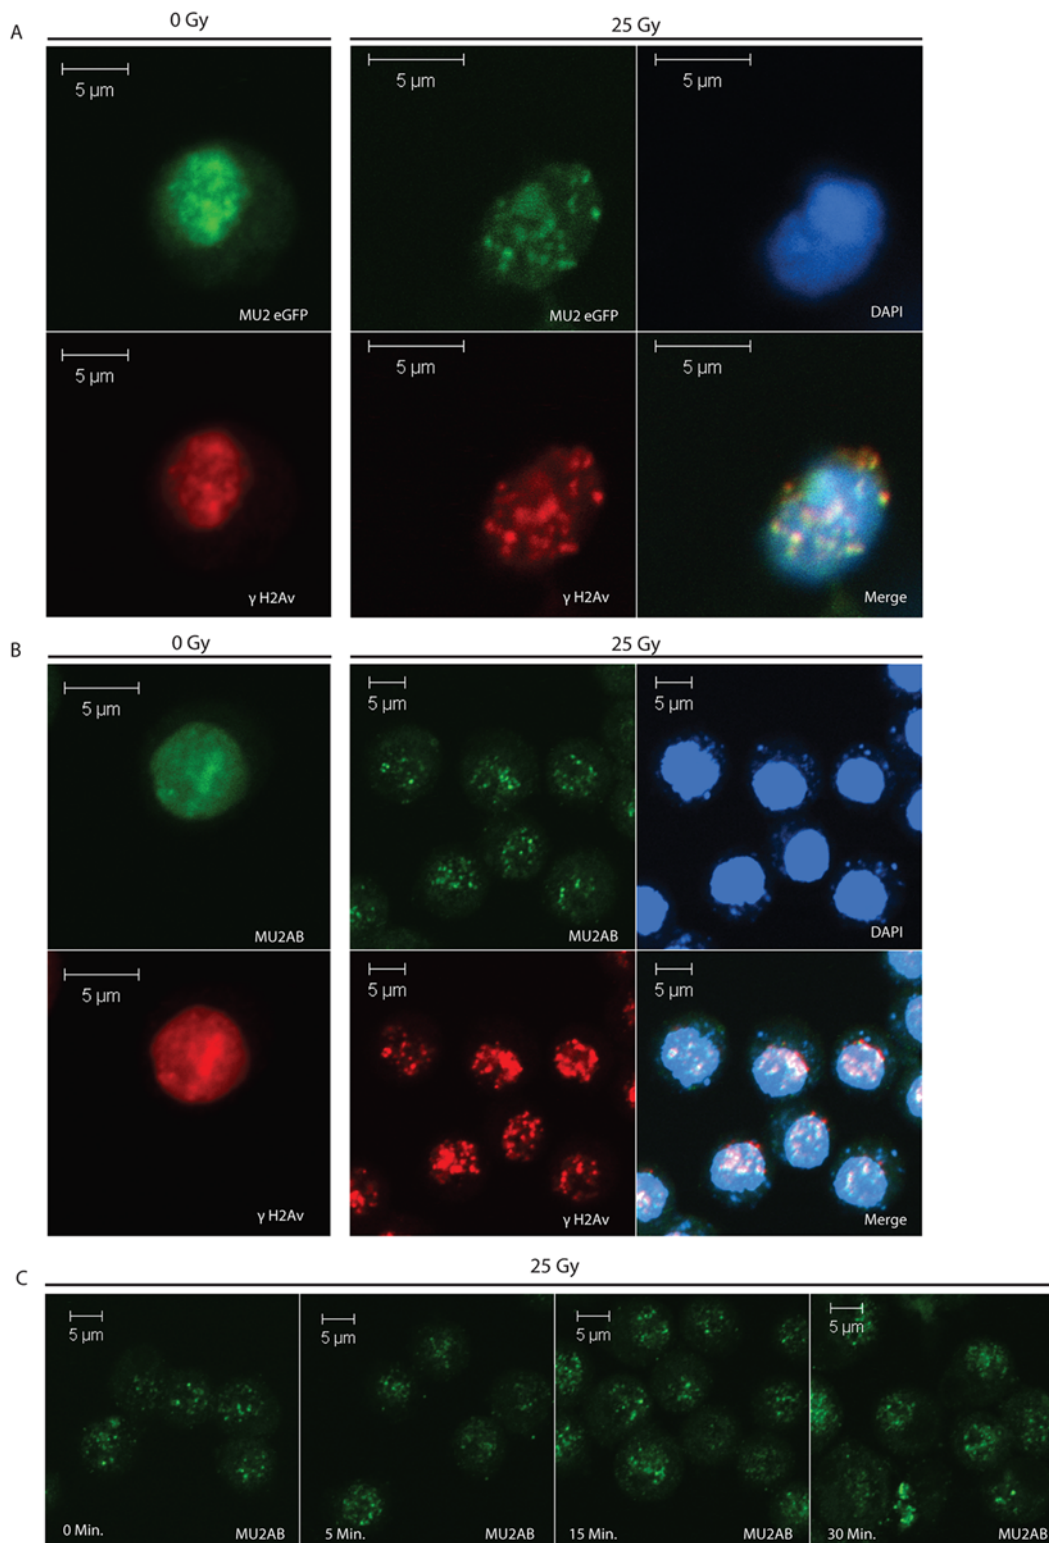 A
0 Gy
25 Gy
5 µm
5 µm
5 µm
MU2 eGFP
MU2 eGFP
DAPI
5 µm
5 µm
5 µm
γ H2Av
γ H2Av
Merge
B
0 Gy
25 Gy
5 µm
5 µm
5 µm
MU2AB
MU2AB
DAPI
5 µm
5 µm
5 µm
γ H2Av
γ H2Av
Merge
C
25 Gy
5 µm
5 µm
5 µm
5 µm
0 Min.
MU2AB
5 Min.
MU2AB
15 Min.
MU2AB
30 Min.
MU2AB